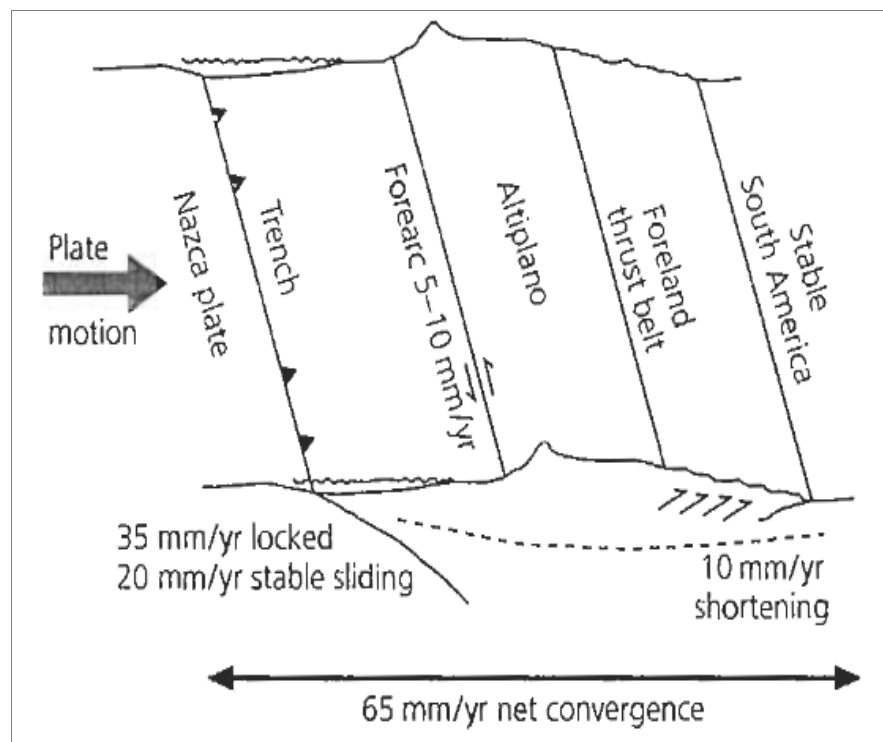 Plate
motion
Nazca plate
Trench
Forearc 5–10 mm/yr
Altiplano
Foreland
thrust belt
Stable
South America
35 mm/yr locked
20 mm/yr stable sliding
10 mm/yr
shortening
65 mm/yr net convergence